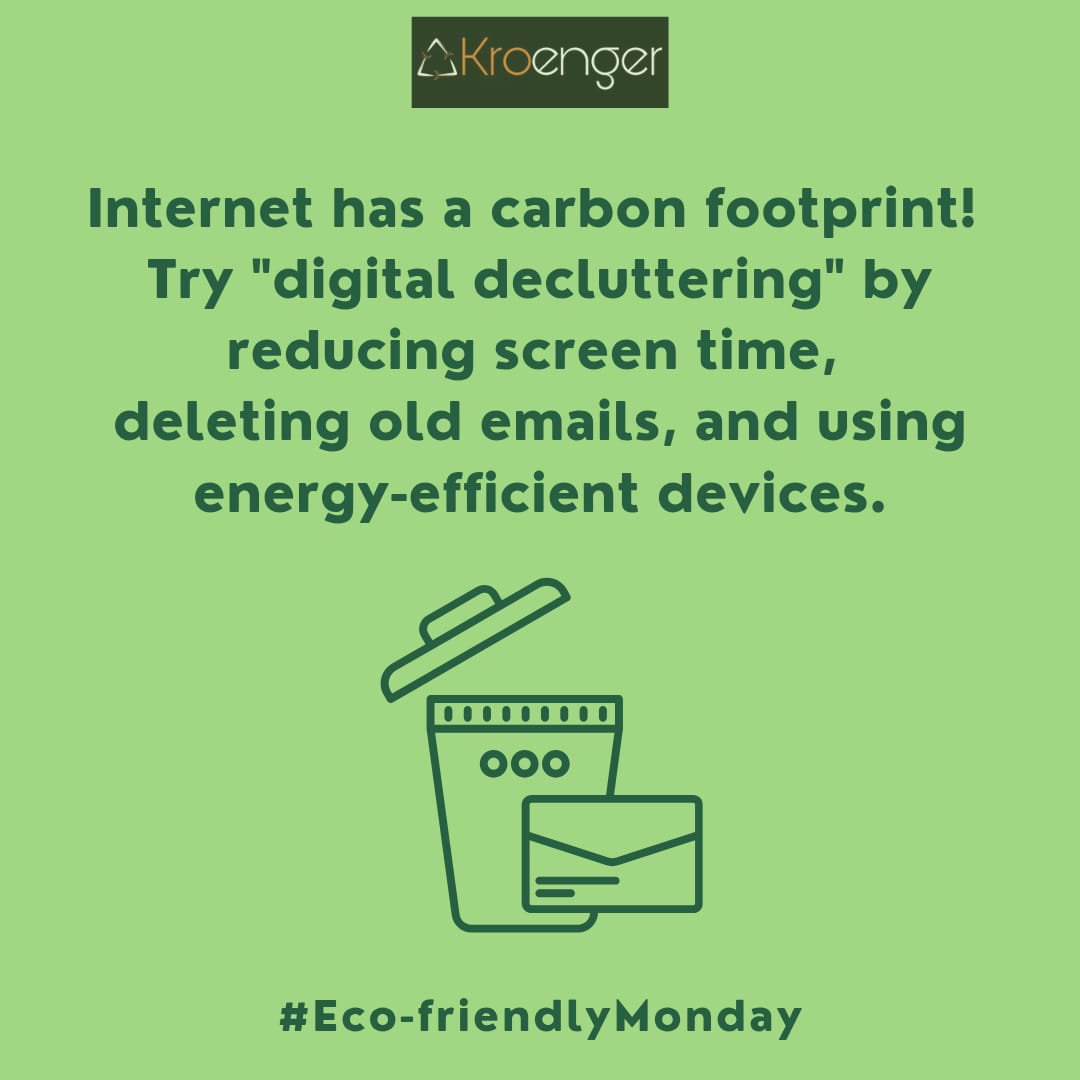 Kroenger
Internet has a carbon footprint!
Try "digital decluttering" by
reducing screen time,
deleting old emails, and using
energy-efficient devices.
#Eco-friendlyMonday